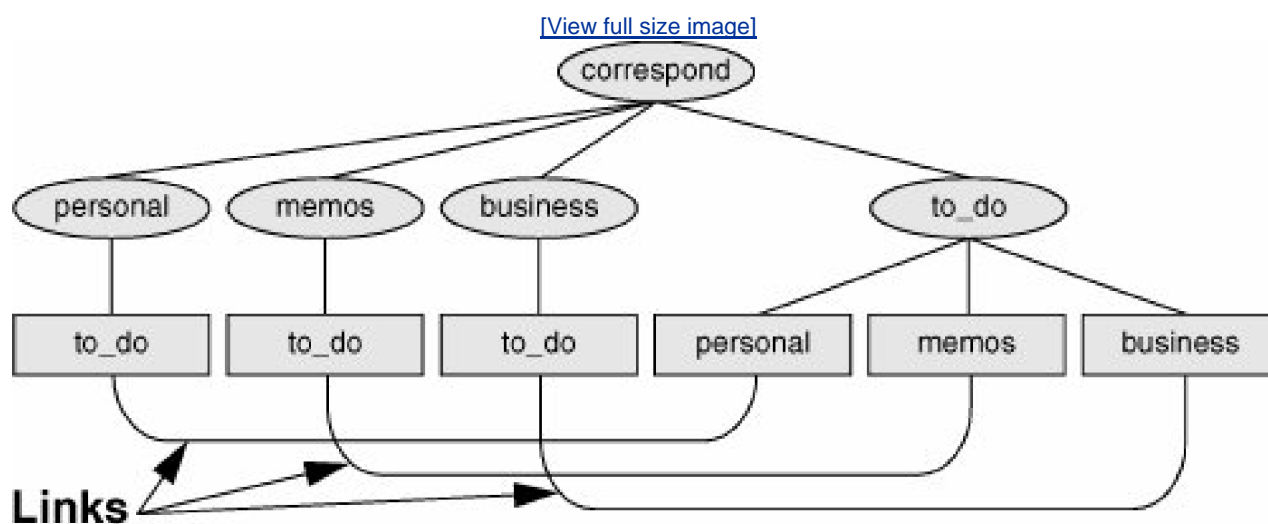 [View full size image]
correspond
personal memos business to_do
to_do to_do to_do personal memos business
Links